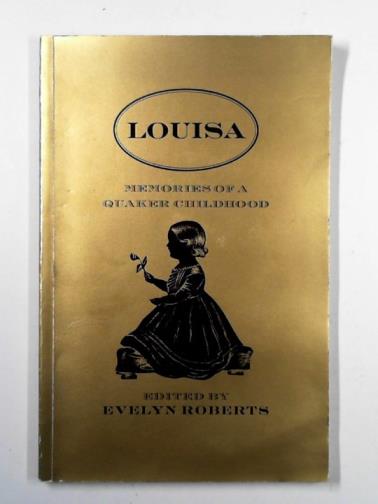 LOUISA
MEMORIES OF A
QUAKER CHILDHOOD
EDITED BY
EVELYN ROBERTS